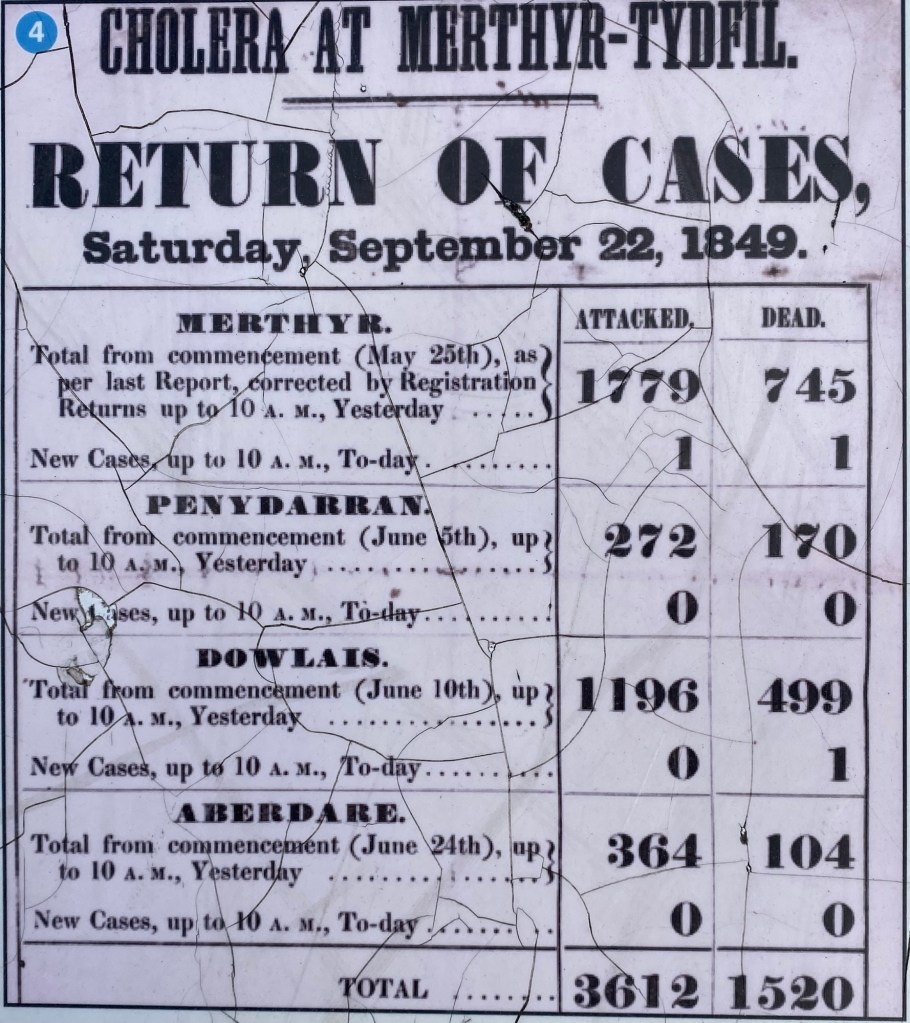 4
CHOLERA AT MERTHYR-TYDFIL.
RETURN OF CASES,
Saturday, September 22, 1849.
ATTACKED. DEAD.
MERTHYR.
Total from commencement (May 25th), as
per last Report, corrected by Registration
Returns up to 10 A. M., Yesterday ..... 1779 745
New Cases, up to 10 A. M., To-day ......... 1 1
PENYDARRAN.
Total from commencement (June 5th), up
to 10 A. M., Yesterday ................ 272 170
New Cases, up to 10 A. M., To-day.......... 0 0
DOWLAIS.
Total from commencement (June 10th), up
to 10 A. M., Yesterday ................ 1196 499
New Cases, up to 10 A. M., To-day.......... 0 1
ABERDARE.
Total from commencement (June 24th), up
to 10 A. M., Yesterday ................ 364 104
New Cases, up to 10 A. M., To-day.......... 0 0
TOTAL ........ 3612 1520